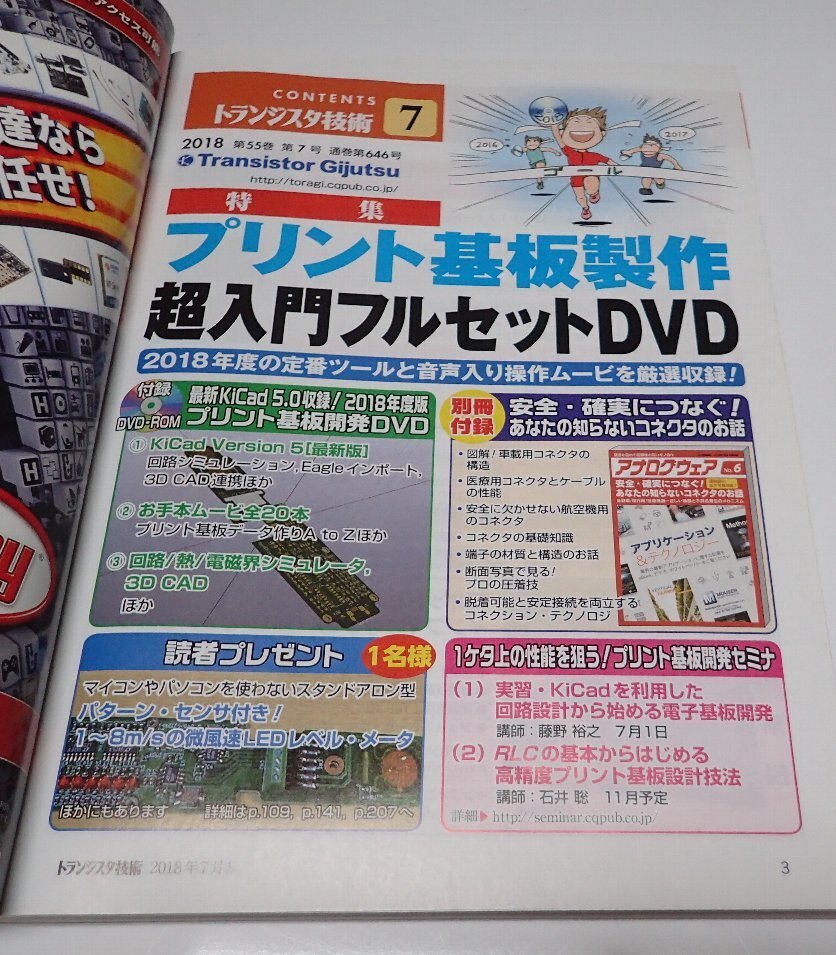 アクセス可能
達なら
任せ!
CONTENTS
トランジスタ技術 7
2018 第55巻 第7号 通巻第646号
Transistor Gijutsu
http://toragi.cqpub.co.jp/
2018
2016
2017
ゴール
特集
プリント基板製作
超入門フルセットDVD
2018年度の定番ツールと音声入り操作ムービを厳選収録!
付録
DVD-ROM
最新KiCad 5.0収録!2018年度版
プリント基板開発DVD
① KiCad Version 5[最新版]
回路シミュレーション,Eagleインポート,
3D CAD連携ほか
② お手本ムービ全20本
プリント基板データ作りA to Zほか
③ 回路/熱/電磁界シミュレータ,
3D CAD
ほか
別冊
付録
安全・確実につなぐ!
あなたの知らないコネクタのお話
・図解!車載用コネクタの
構造
・医療用コネクタとケーブル
の性能
・安全に欠かせない航空機用
のコネクタ
・コネクタの基礎知識
・端子の材質と構造のお話
・断面写真で見る!
プロの圧着技
・脱着可能と安定接続を両立する
コネクション・テクノロジ
アナログウェア No.6
安全・確実につなぐ!
あなたの知らないコネクタのお話
アプリケーション
&テクノロジー
MOUSER
読者プレゼント 1名様
マイコンやパソコンを使わないスタンドアロン型
パターン・センサ付き!
1〜8m/sの微風速LEDレベル・メータ
ほかにもあります 詳細はp.109, p.141, p.207へ
1ケタ上の性能を狙う!プリント基板開発セミナ
(1) 実習・KiCadを利用した
回路設計から始める電子基板開発
講師:藤野 裕之 7月1日
(2) RLCの基本からはじめる
高精度プリント基板設計技法
講師:石井 聡 11月予定
詳細▶http://seminar.cqpub.co.jp/
トランジスタ技術 2018年7月号
3